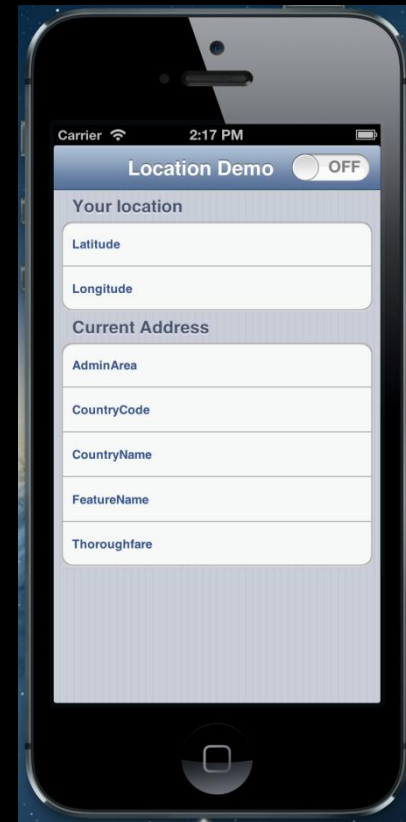 Carrier 2:17 PM
Location Demo OFF
Your location
Latitude
Longitude
Current Address
AdminArea
CountryCode
CountryName
FeatureName
Thoroughfare